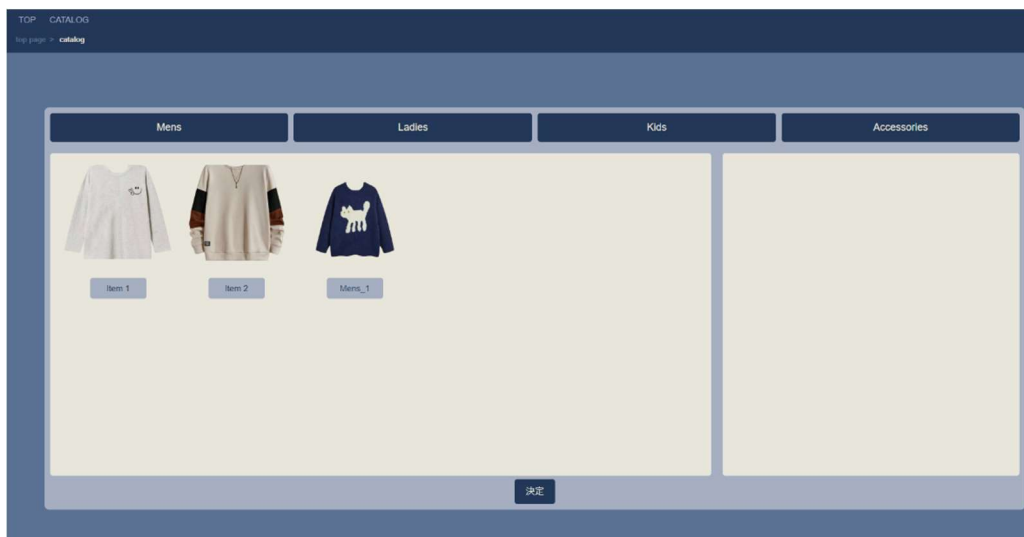 TOP CATALOG
top page > catalog
Mens Ladies Kids Accessories
Item 1 Item 2 Mens_1
決定